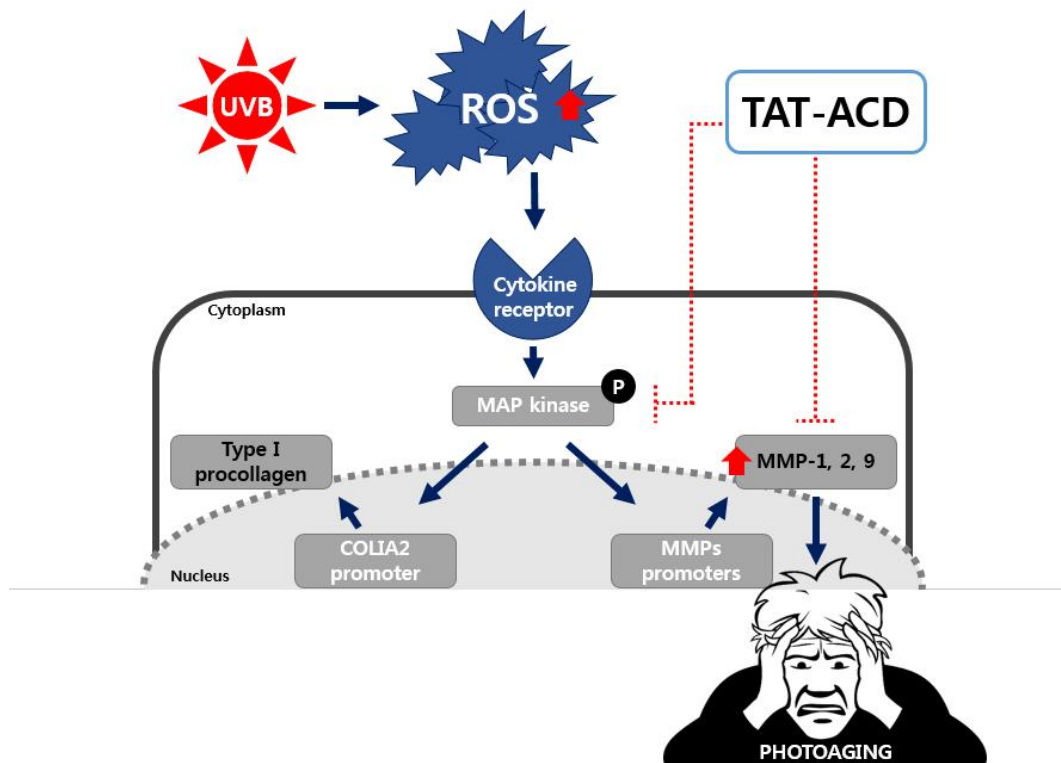 UVB
ROS
TAT-ACD
Cytokine
receptor
Cytoplasm
P
MAP kinase
Type I
procollagen
MMP-1, 2, 9
COLIA2
promoter
MMPs
promoters
Nucleus
PHOTOAGING